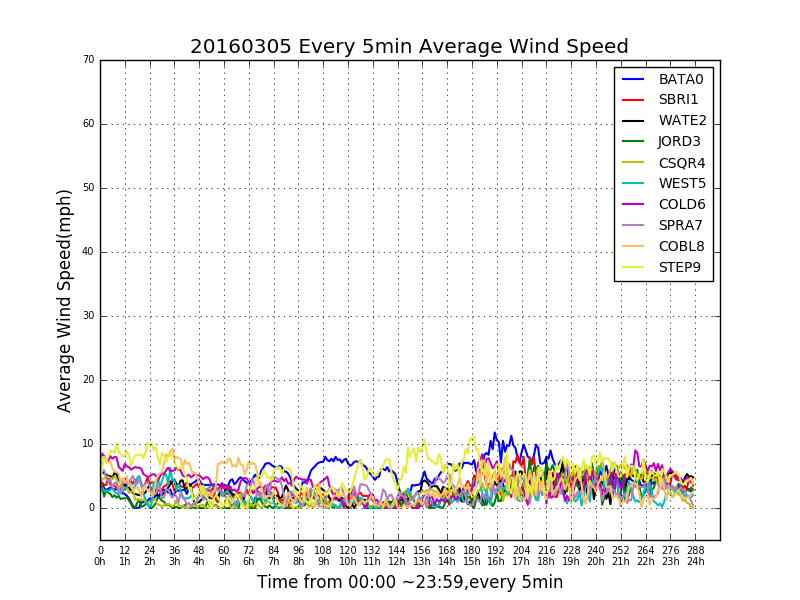 20160305 Every 5min Average Wind Speed
70
60
50
40
30
20
10
0
Average Wind Speed(mph)
BATA0
SBRI1
WATE2
JORD3
CSQR4
WEST5
COLD6
SPRA7
COBL8
STEP9
0 12 24 36 48 60 72 84 96 108 120 132 144 156 168 180 192 204 216 228 240 252 264 276 288
0h 1h 2h 3h 4h 5h 6h 7h 8h 9h 10h 11h 12h 13h 14h 15h 16h 17h 18h 19h 20h 21h 22h 23h 24h
Time from 00:00 ~23:59,every 5min